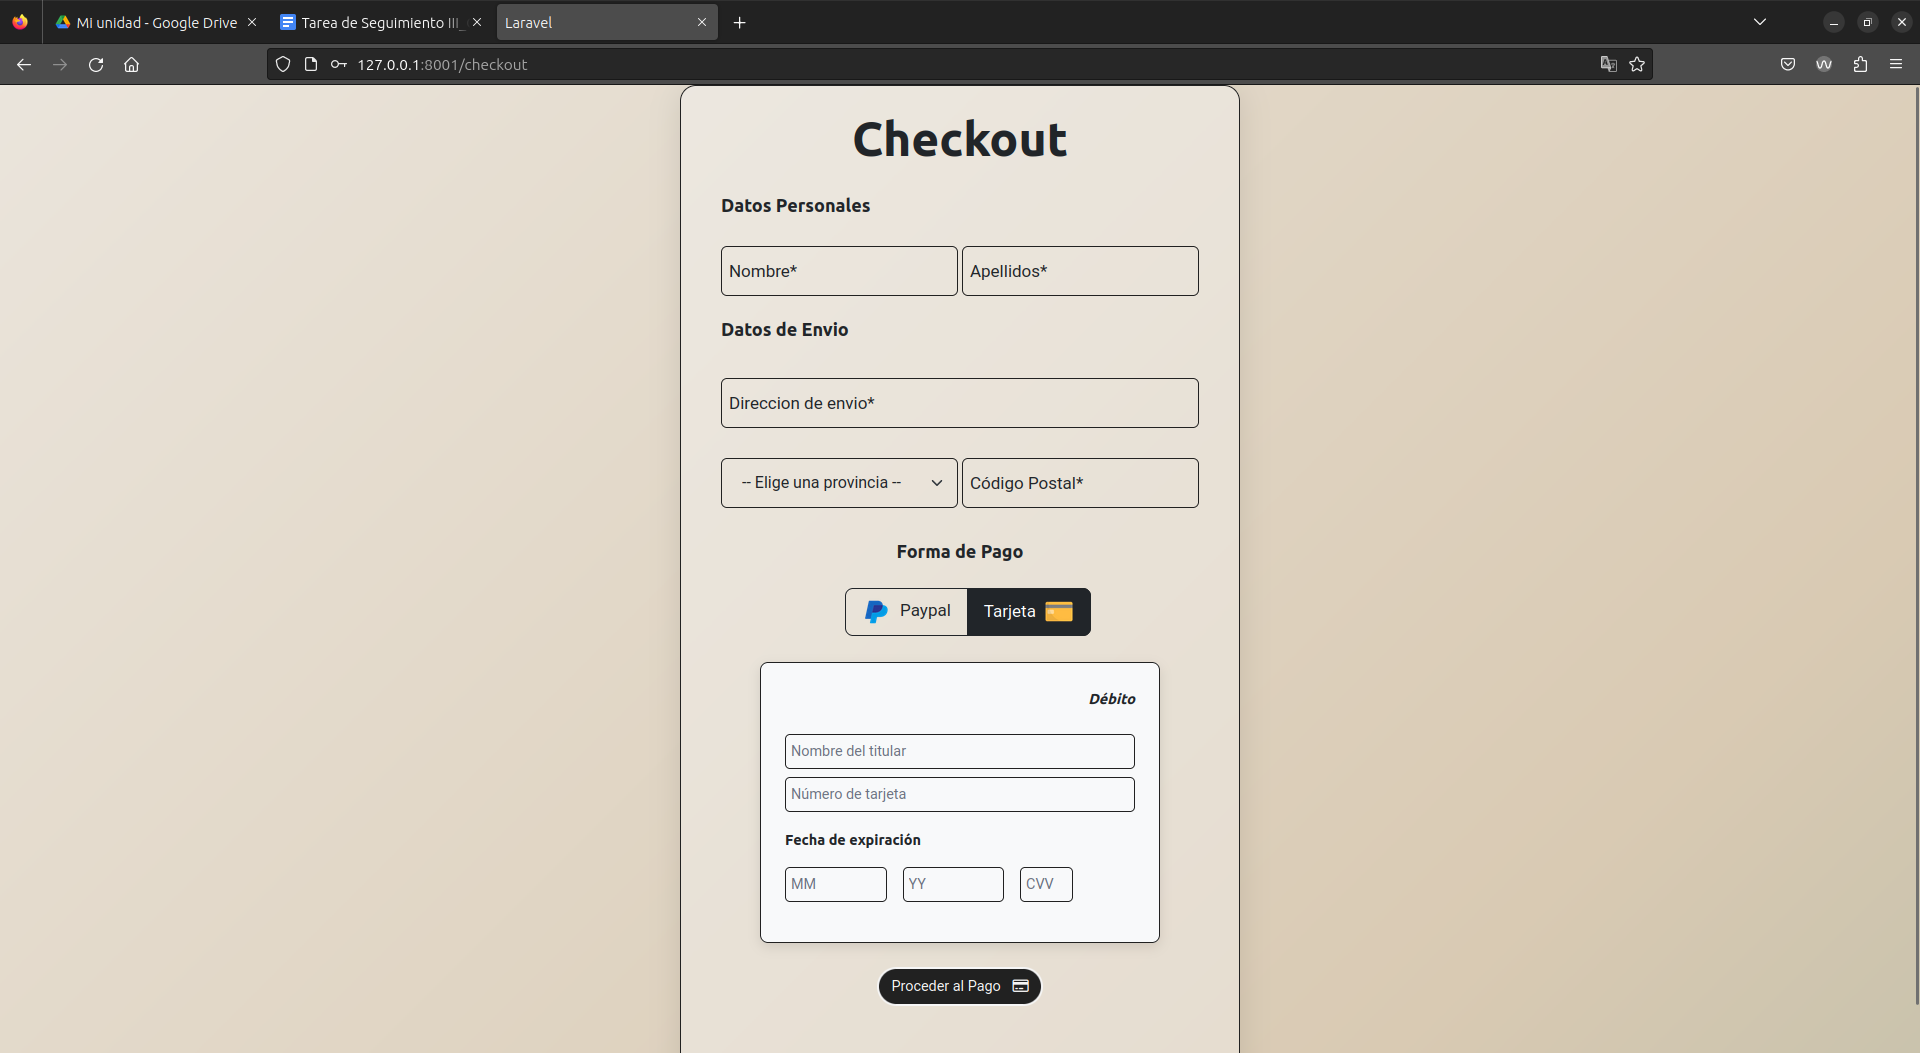 Mi unidad - Google Drive
Tarea de Seguimiento III_
Laravel
127.0.0.1:8001/checkout
Checkout
Datos Personales
Nombre*
Apellidos*
Datos de Envio
Direccion de envio*
-- Elige una provincia --
Código Postal*
Forma de Pago
Paypal
Tarjeta
Débito
Nombre del titular
Número de tarjeta
Fecha de expiración
MM
YY
CVV
Proceder al Pago